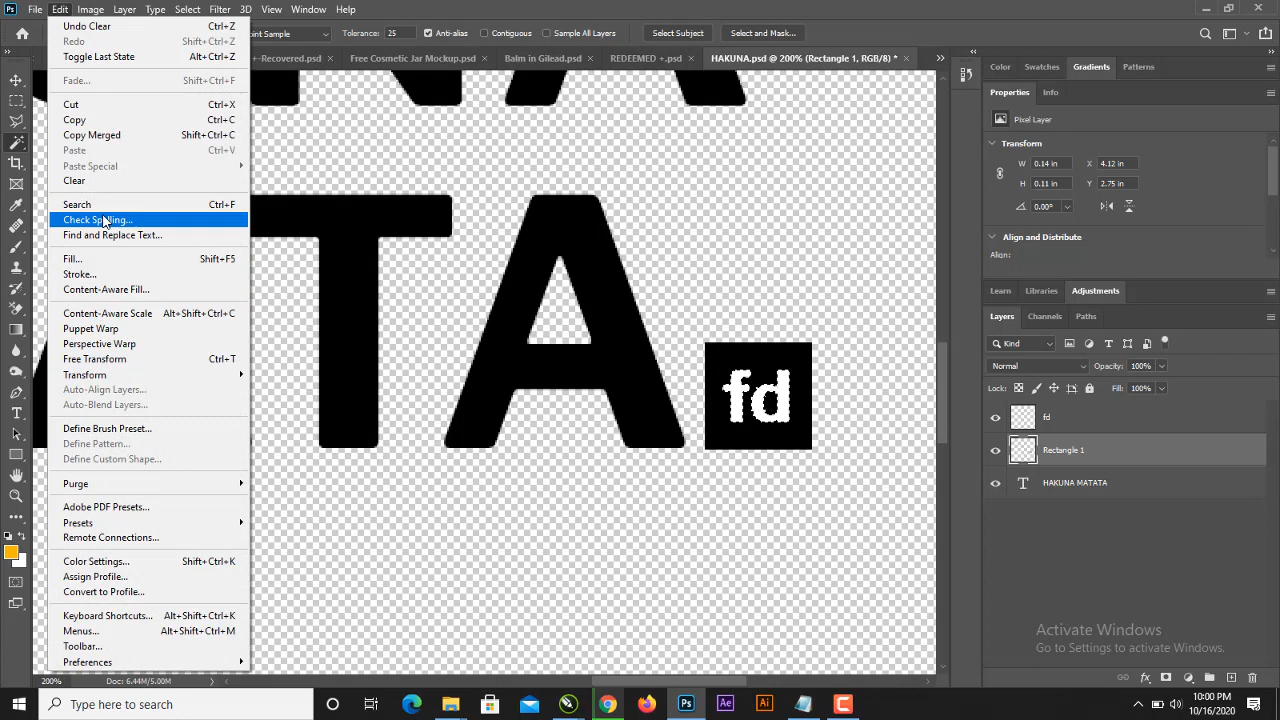 Ps File Edit Image Layer Type Select Filter 3D View Window Help
Point Sample Tolerance: 25 Anti-alias Contiguous Sample All Layers Select Subject Select and Mask...
+-Recovered.psd × Free Cosmetic Jar Mockup.psd × Balm in Gilead.psd × REDEEMED +.psd × HAKUNA.psd @ 200% (Rectangle 1, RGB/8) * ×
Undo Clear Ctrl+Z
Redo Shift+Ctrl+Z
Toggle Last State Alt+Ctrl+Z
Fade... Shift+Ctrl+F
Cut Ctrl+X
Copy Ctrl+C
Copy Merged Shift+Ctrl+C
Paste Ctrl+V
Paste Special
Clear
Search Ctrl+F
Check Spelling...
Find and Replace Text...
Fill... Shift+F5
Stroke...
Content-Aware Fill...
Content-Aware Scale Alt+Shift+Ctrl+C
Puppet Warp
Perspective Warp
Free Transform Ctrl+T
Transform
Auto-Align Layers...
Auto-Blend Layers...
Define Brush Preset...
Define Pattern...
Define Custom Shape...
Purge
Adobe PDF Presets...
Presets
Remote Connections...
Color Settings... Shift+Ctrl+K
Assign Profile...
Convert to Profile...
Keyboard Shortcuts... Alt+Shift+Ctrl+K
Menus... Alt+Shift+Ctrl+M
Toolbar...
Preferences
TA
fd
Color Swatches Gradients Patterns
Properties Info
Pixel Layer
Transform
W 0.14 in X 4.12 in
H 0.11 in Y 2.75 in
0.00°
Align and Distribute
Align:
Learn Libraries Adjustments
Layers Channels Paths
Kind
Normal Opacity: 100%
Lock: Fill: 100%
fd
Rectangle 1
T HAKUNA MATATA
Activate Windows
Go to Settings to activate Windows.
200% Doc: 6.44M/5.00M
Type here to search Ps Ae Ai
10:00 PM
10/16/2020